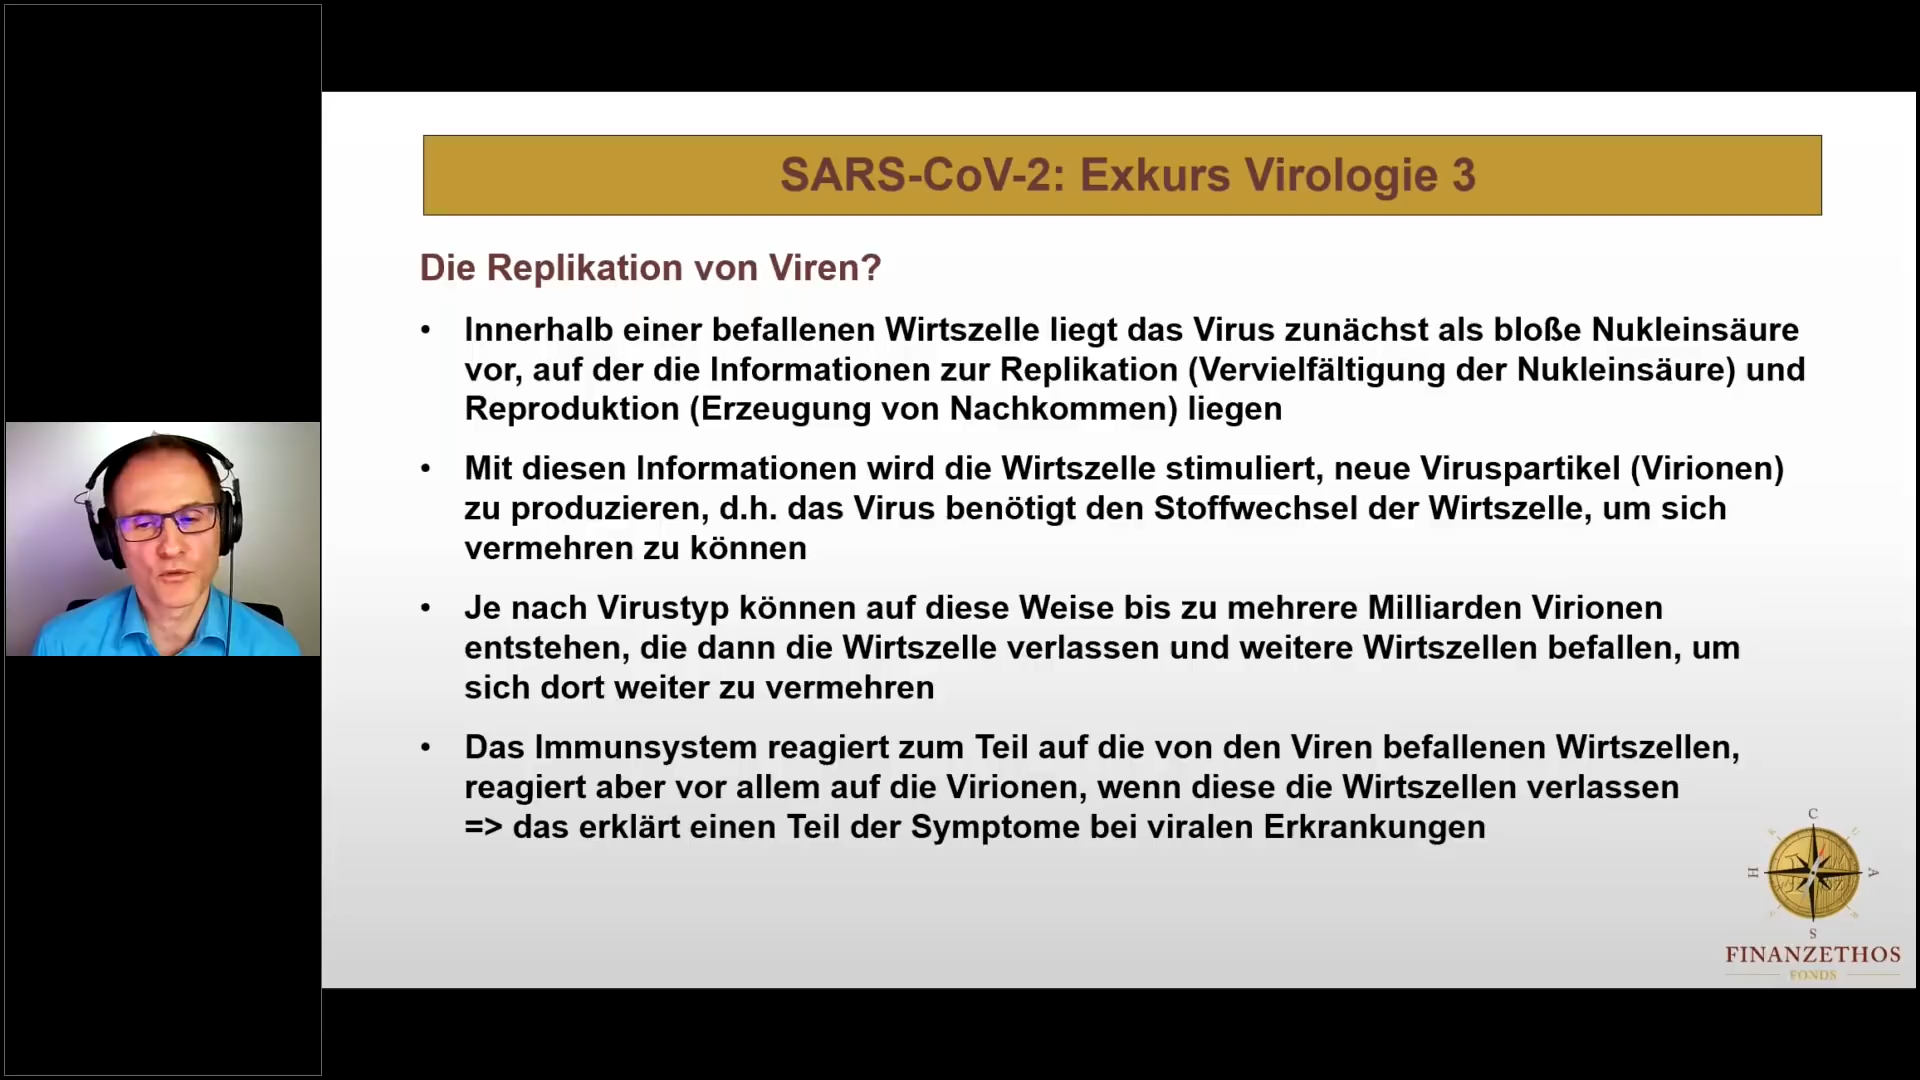 SARS-CoV-2: Exkurs Virologie 3
Die Replikation von Viren?
• Innerhalb einer befallenen Wirtszelle liegt das Virus zunächst als bloße Nukleinsäure
vor, auf der die Informationen zur Replikation (Vervielfältigung der Nukleinsäure) und
Reproduktion (Erzeugung von Nachkommen) liegen
• Mit diesen Informationen wird die Wirtszelle stimuliert, neue Viruspartikel (Virionen)
zu produzieren, d.h. das Virus benötigt den Stoffwechsel der Wirtszelle, um sich
vermehren zu können
• Je nach Virustyp können auf diese Weise bis zu mehrere Milliarden Virionen
entstehen, die dann die Wirtszelle verlassen und weitere Wirtszellen befallen, um
sich dort weiter zu vermehren
• Das Immunsystem reagiert zum Teil auf die von den Viren befallenen Wirtszellen,
reagiert aber vor allem auf die Virionen, wenn diese die Wirtszellen verlassen
=> das erklärt einen Teil der Symptome bei viralen Erkrankungen
C
H
A
S
FINANZETHOS
FONDS